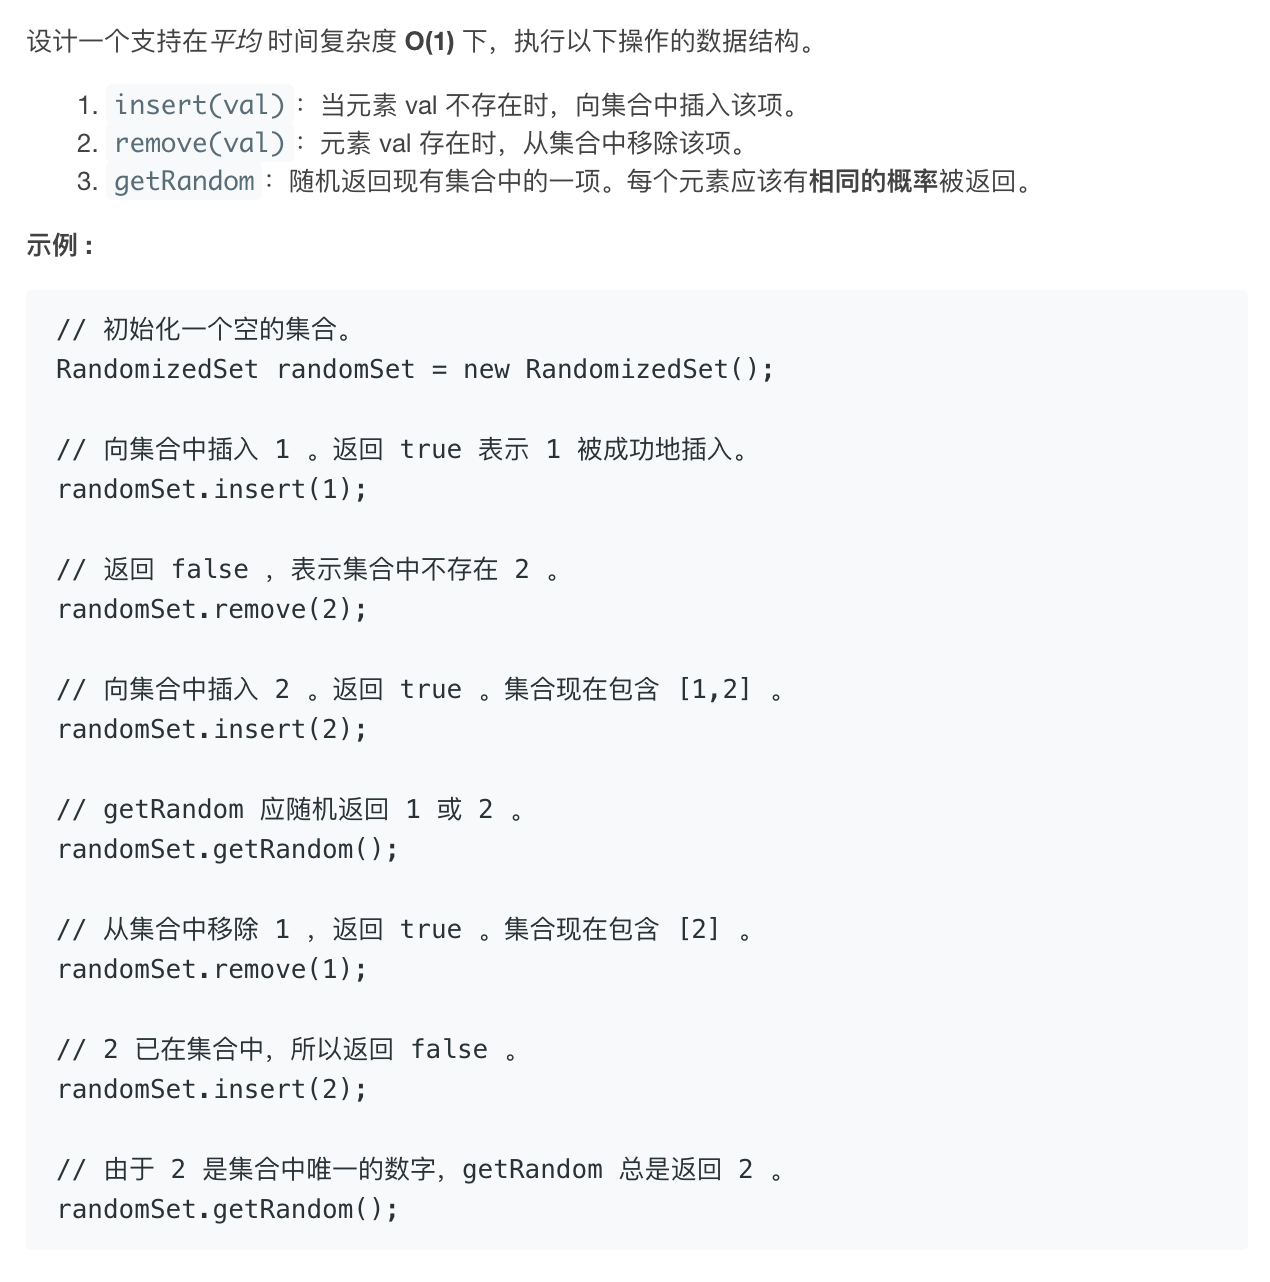 设计一个支持在平均 时间复杂度 O(1) 下，执行以下操作的数据结构。
1. insert(val)：当元素 val 不存在时，向集合中插入该项。
2. remove(val)：元素 val 存在时，从集合中移除该项。
3. getRandom：随机返回现有集合中的一项。每个元素应该有相同的概率被返回。
示例 :
// 初始化一个空的集合。
RandomizedSet randomSet = new RandomizedSet();
// 向集合中插入 1 。返回 true 表示 1 被成功地插入。
randomSet.insert(1);
// 返回 false ，表示集合中不存在 2 。
randomSet.remove(2);
// 向集合中插入 2 。返回 true 。集合现在包含 [1,2] 。
randomSet.insert(2);
// getRandom 应随机返回 1 或 2 。
randomSet.getRandom();
// 从集合中移除 1 ，返回 true 。集合现在包含 [2] 。
randomSet.remove(1);
// 2 已在集合中，所以返回 false 。
randomSet.insert(2);
// 由于 2 是集合中唯一的数字，getRandom 总是返回 2 。
randomSet.getRandom();